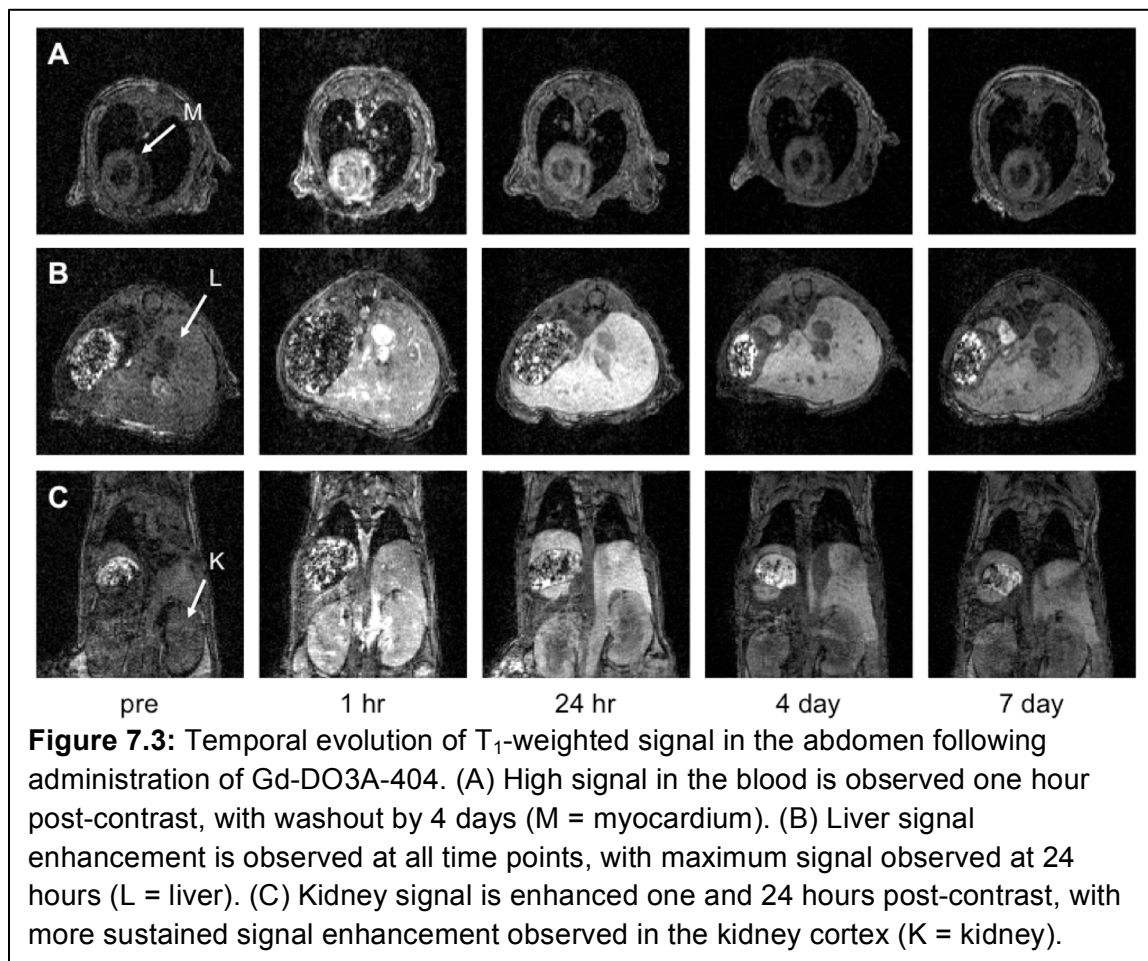 A
M
B
L
C
K
pre 1 hr 24 hr 4 day 7 day
Figure 7.3: Temporal evolution of T₁-weighted signal in the abdomen following
administration of Gd-DO3A-404. (A) High signal in the blood is observed one hour
post-contrast, with washout by 4 days (M = myocardium). (B) Liver signal
enhancement is observed at all time points, with maximum signal observed at 24
hours (L = liver). (C) Kidney signal is enhanced one and 24 hours post-contrast, with
more sustained signal enhancement observed in the kidney cortex (K = kidney).